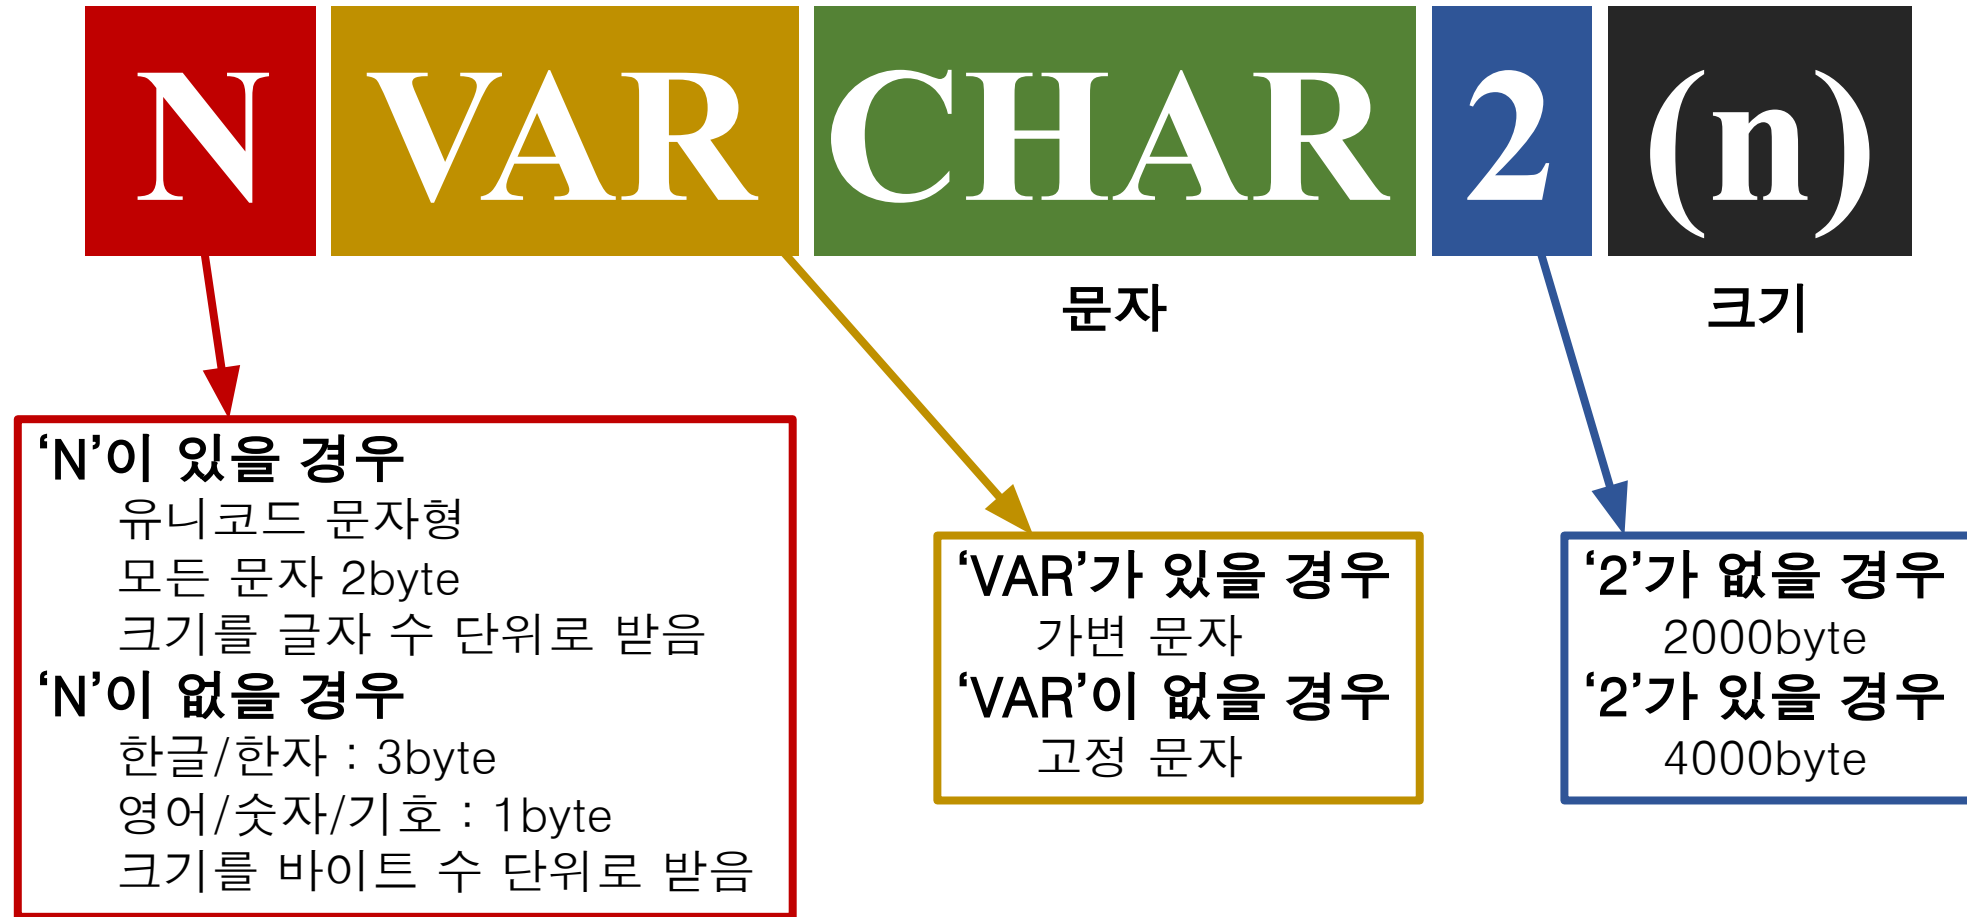 N VAR CHAR 2 (n)
문자
크기
‘N’이 있을 경우
유니코드 문자형
모든 문자 2byte
크기를 글자 수 단위로 받음
‘N’이 없을 경우
한글/한자 : 3byte
영어/숫자/기호 : 1byte
크기를 바이트 수 단위로 받음
‘VAR’가 있을 경우
가변 문자
‘VAR’이 없을 경우
고정 문자
‘2’가 없을 경우
2000byte
‘2’가 있을 경우
4000byte